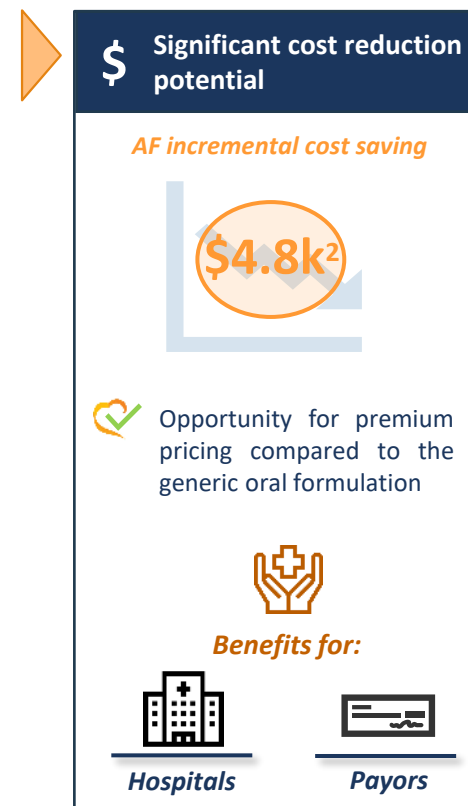 $
Significant cost reduction
potential
AF incremental cost saving
$4.8k²
Opportunity for premium
pricing compared to the
generic oral formulation
Benefits for:
Hospitals
Payors